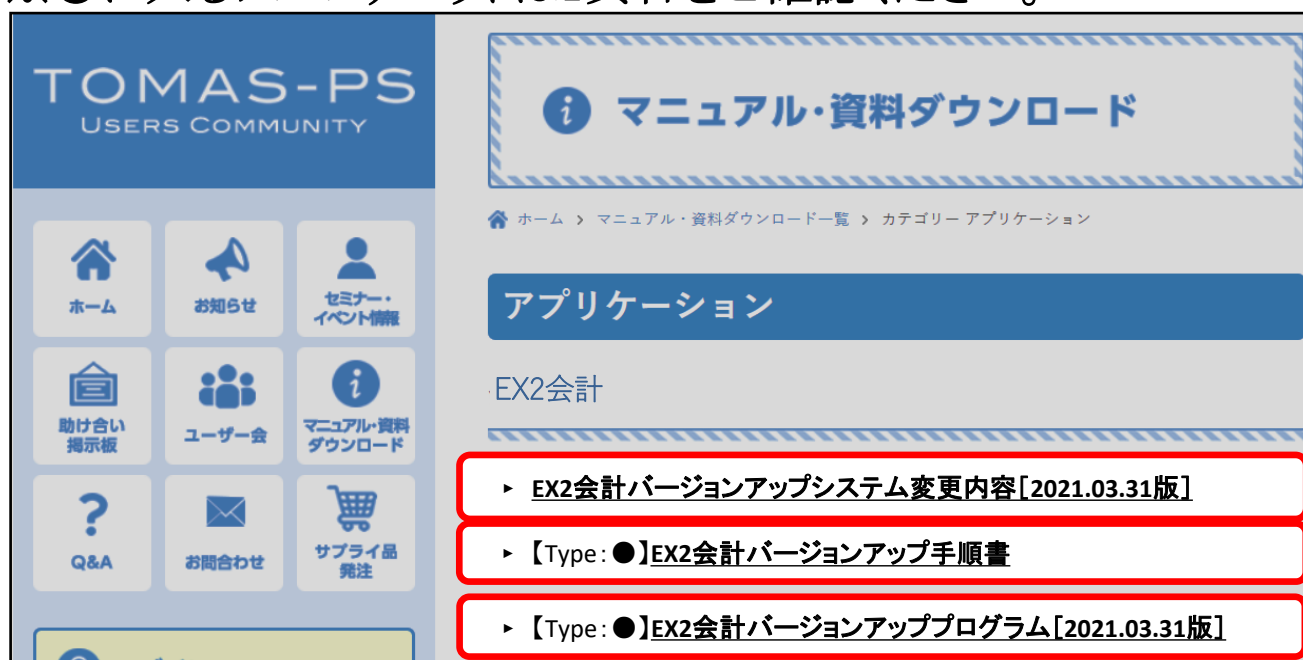 TOMAS-PS
USERS COMMUNITY
マニュアル・資料ダウンロード
ホーム > マニュアル・資料ダウンロード一覧 > カテゴリー アプリケーション
ホーム
お知らせ
セミナー・
イベント情報
助け合い
掲示板
ユーザー会
マニュアル・資料
ダウンロード
Q&A
お問合わせ
サプライ品
発注
アプリケーション
EX2会計
▸ EX2会計バージョンアップシステム変更内容[2021.03.31版]
▸ 【Type:●】EX2会計バージョンアップ手順書
▸ 【Type:●】EX2会計バージョンアッププログラム[2021.03.31版]